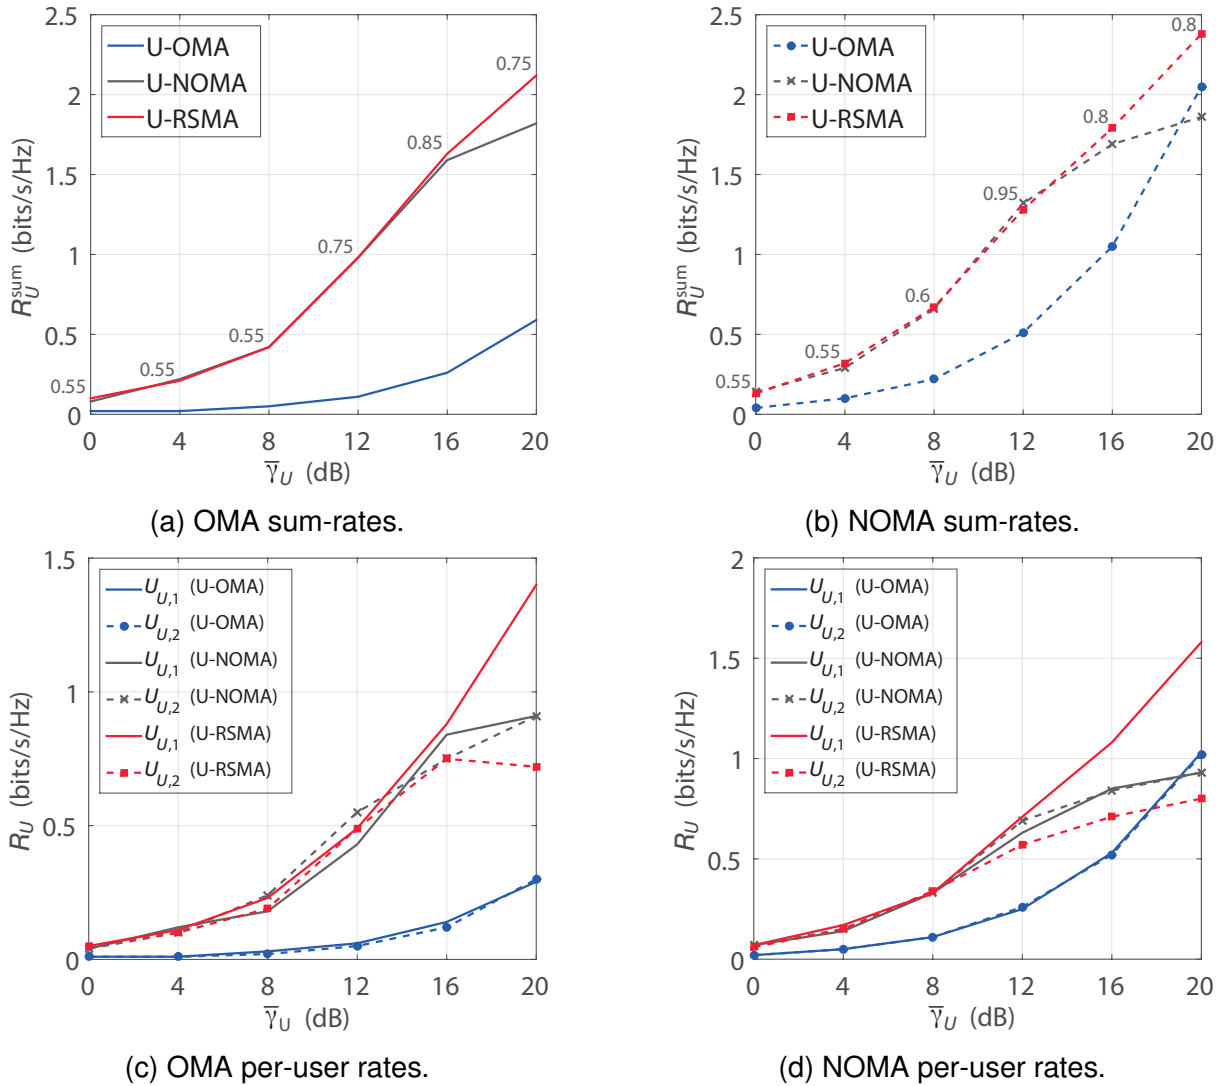 2.5
2
1.5
1
0.5
0
0 4 8 12 16 20
R_U^sum (bits/s/Hz)
γ̅_U (dB)
U-OMA
U-NOMA
U-RSMA
0.55
0.55
0.55
0.75
0.85
0.75
(a) OMA sum-rates.
2.5
2
1.5
1
0.5
0
0 4 8 12 16 20
R_U^sum (bits/s/Hz)
γ̅_U (dB)
U-OMA
U-NOMA
U-RSMA
0.55
0.55
0.6
0.95
0.8
0.8
(b) NOMA sum-rates.
1.5
1
0.5
0
0 4 8 12 16 20
R_U (bits/s/Hz)
γ̅_U (dB)
U_U,1 (U-OMA)
U_U,2 (U-OMA)
U_U,1 (U-NOMA)
U_U,2 (U-NOMA)
U_U,1 (U-RSMA)
U_U,2 (U-RSMA)
(c) OMA per-user rates.
2
1.5
1
0.5
0
0 4 8 12 16 20
R_U (bits/s/Hz)
γ̅_U (dB)
U_U,1 (U-OMA)
U_U,2 (U-OMA)
U_U,1 (U-NOMA)
U_U,2 (U-NOMA)
U_U,1 (U-RSMA)
U_U,2 (U-RSMA)
(d) NOMA per-user rates.